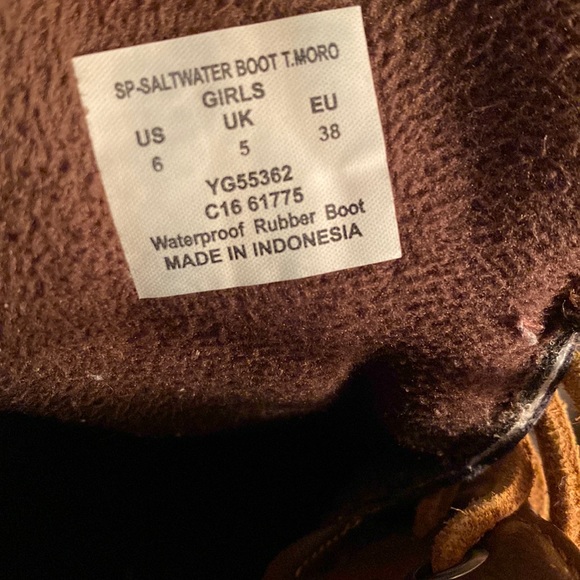 SP-SALTWATER BOOT T.MORO
GIRLS
US UK EU
6 5 38
YG55362
C16 61775
Waterproof Rubber Boot
MADE IN INDONESIA